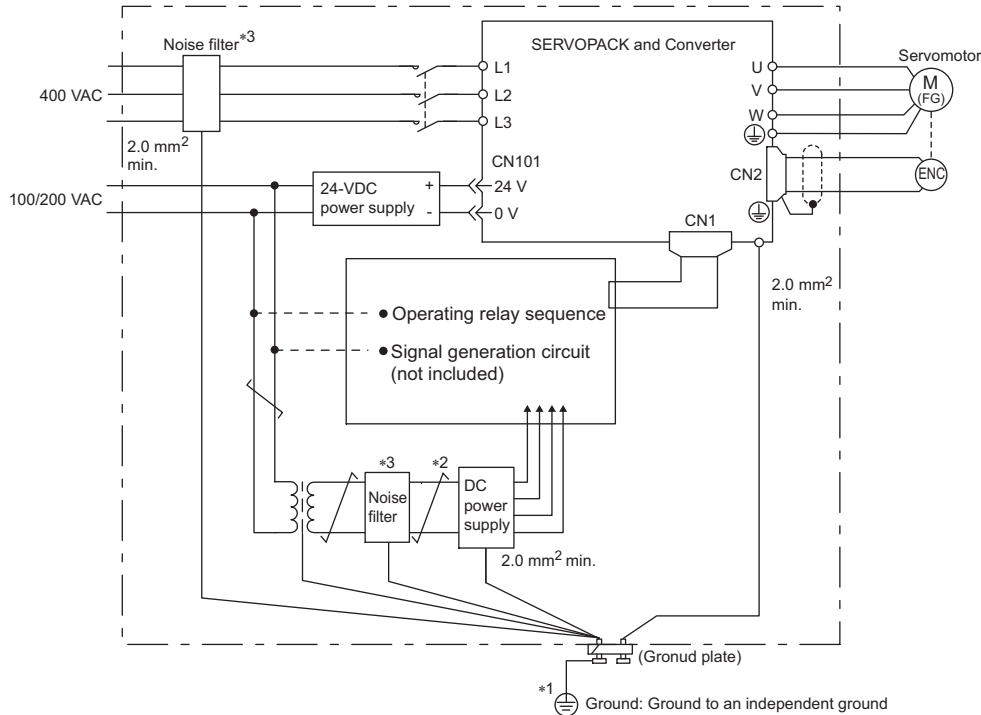 Noise filter*3
SERVOPACK and Converter
Servomotor
L1
L2
L3
U
V
W
M
(FG)
400 VAC
2.0 mm2
min.
CN101
24 V
0 V
24-VDC
power supply
+
-
100/200 VAC
CN2
ENC
CN1
2.0 mm2
min.
• Operating relay sequence
• Signal generation circuit
(not included)
*3
*2
Noise
filter
DC
power
supply
2.0 mm2 min.
(Gronud plate)
*1
Ground: Ground to an independent ground